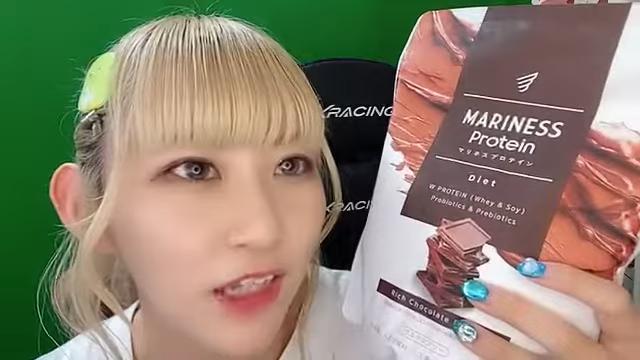 RACING
RACING
MARINESS
Protein
マリネスプロテイン
Diet
W PROTEIN (Whey & Soy)
Probiotics & Prebiotics
Rich Chocolate